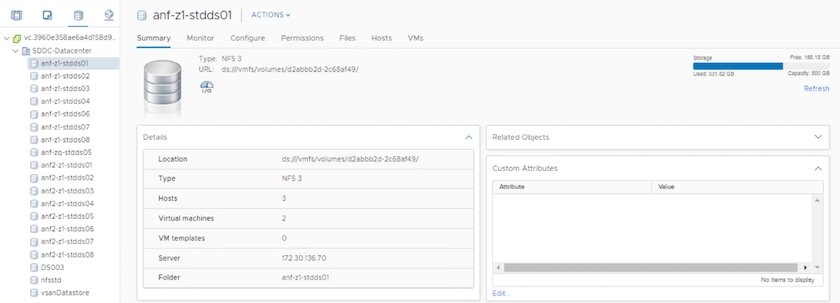 vc.3960e358ae6a4d158d9...
SDDC-Datacenter
anf-z1-stdds01
anf-z1-stdds02
anf-z1-stdds03
anf-z1-stdds04
anf-z1-stdds06
anf-z1-stdds07
anf-z1-stdds08
anf-zq-stdds05
anf2-z1-stdds01
anf2-z1-stdds02
anf2-z1-stdds03
anf2-z1-stdds04
anf2-z1-stdds05
anf2-z1-stdds06
anf2-z1-stdds07
anf2-z1-stdds08
DS003
nfsstd
vsanDatastore
anf-z1-stdds01 ACTIONS
Summary Monitor Configure Permissions Files Hosts VMs
Type: NFS 3
URL: ds:///vmfs/volumes/d2abbb2d-2c68af49/
I/O
Storage Free: 168.18 GB
Used: 331.82 GB Capacity: 500 GB
Refresh
Details
Location ds:///vmfs/volumes/d2abbb2d-2c68af49/
Type NFS 3
Hosts 3
Virtual machines 2
VM templates 0
Server 172.30.136.70
Folder anf-z1-stdds01
Related Objects
Custom Attributes
Attribute Value
No items to display
Edit...